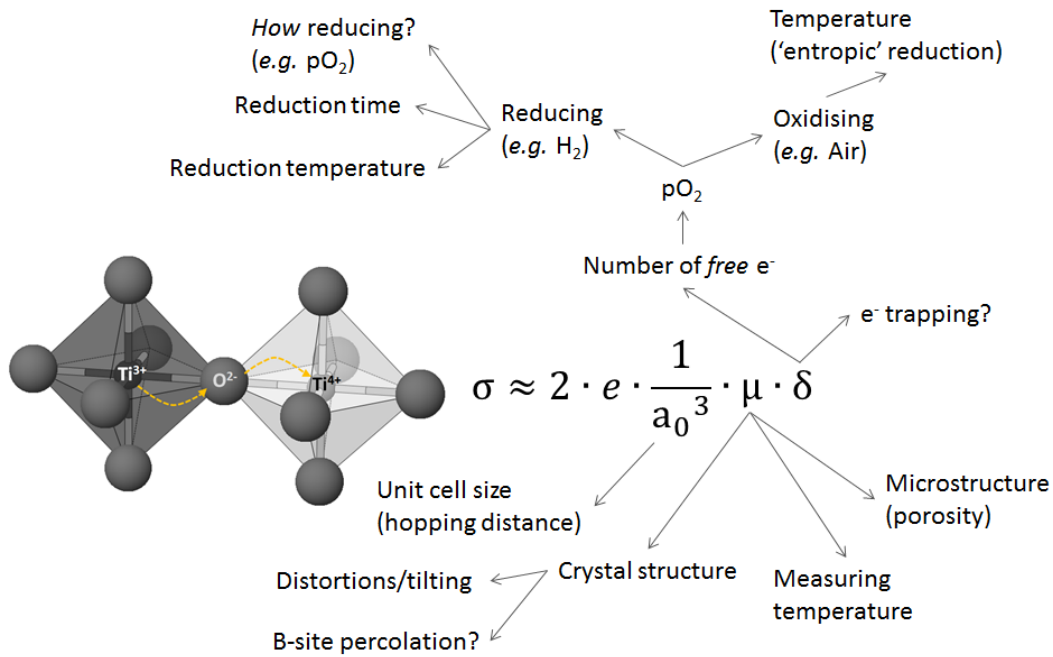 How reducing?
(e.g. pO₂)
Reduction time
Reduction temperature
Reducing
(e.g. H₂)
Temperature
('entropic' reduction)
Oxidising
(e.g. Air)
pO₂
Number of free e⁻
e⁻ trapping?
Ti³⁺
O²⁻
Ti⁴⁺
σ ≈ 2 · e · 1/a₀³ · μ · δ
Unit cell size
(hopping distance)
Crystal structure
Distortions/tilting
B-site percolation?
Measuring
temperature
Microstructure
(porosity)